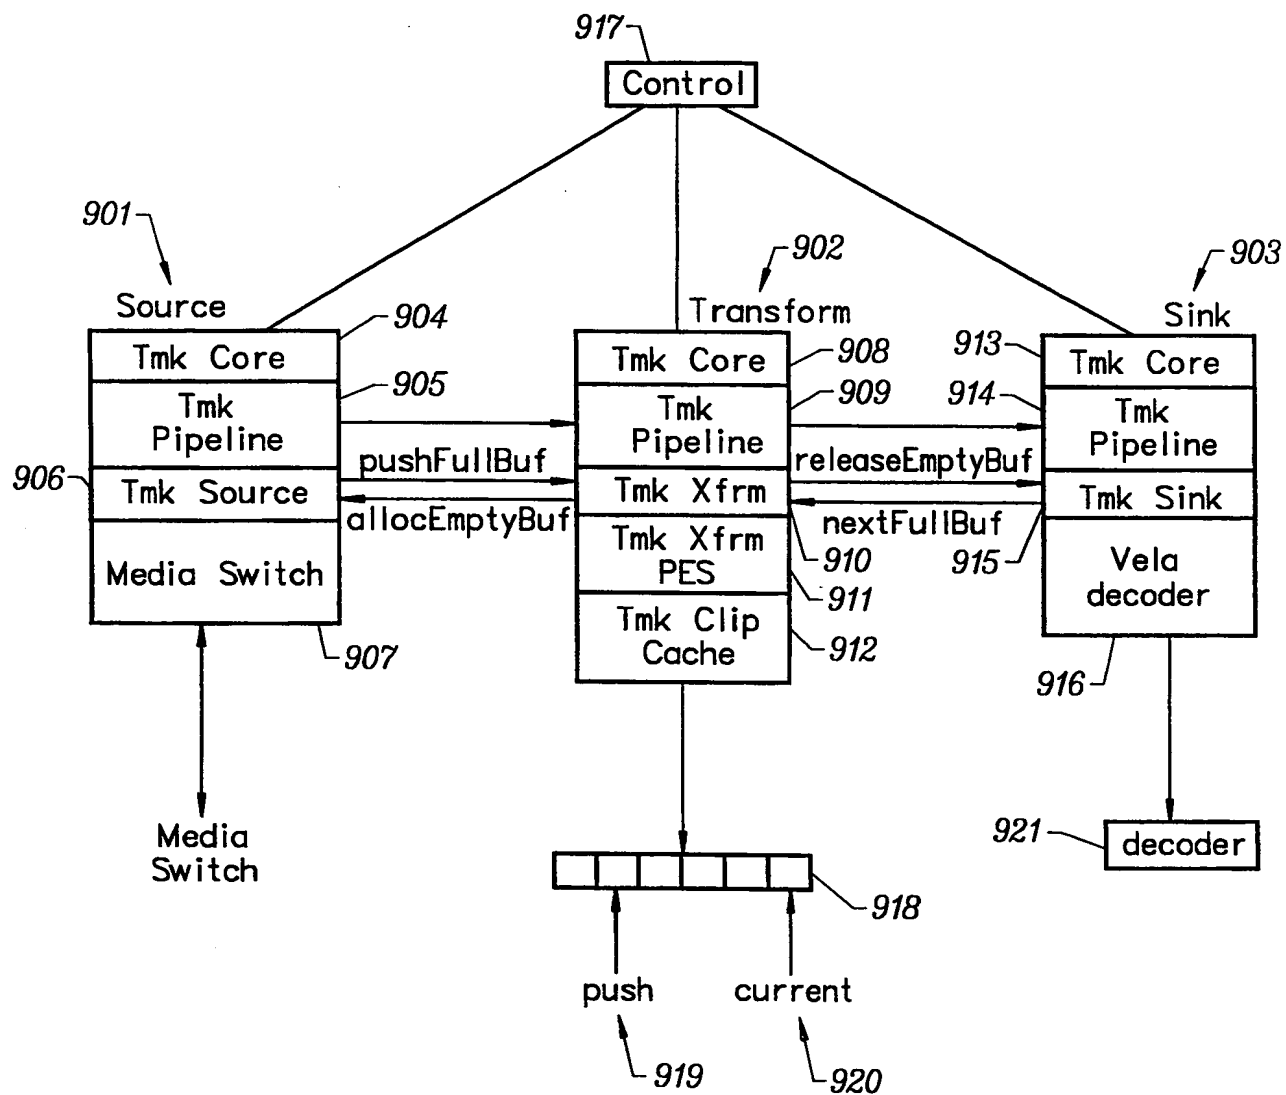 917
Control
901
902
903
Source
Transform
Sink
904
908
913
Tmk Core
Tmk Core
Tmk Core
905
909
914
Tmk
Pipeline
Tmk
Pipeline
Tmk
Pipeline
pushFullBuf
releaseEmptyBuf
906
Tmk Source
Tmk Xfrm
Tmk Sink
allocEmptyBuf
nextFullBuf
910
915
Media Switch
Tmk Xfrm
PES
Vela
decoder
911
907
Tmk Clip
Cache
912
916
Media
Switch
921
decoder
918
push
current
919
920